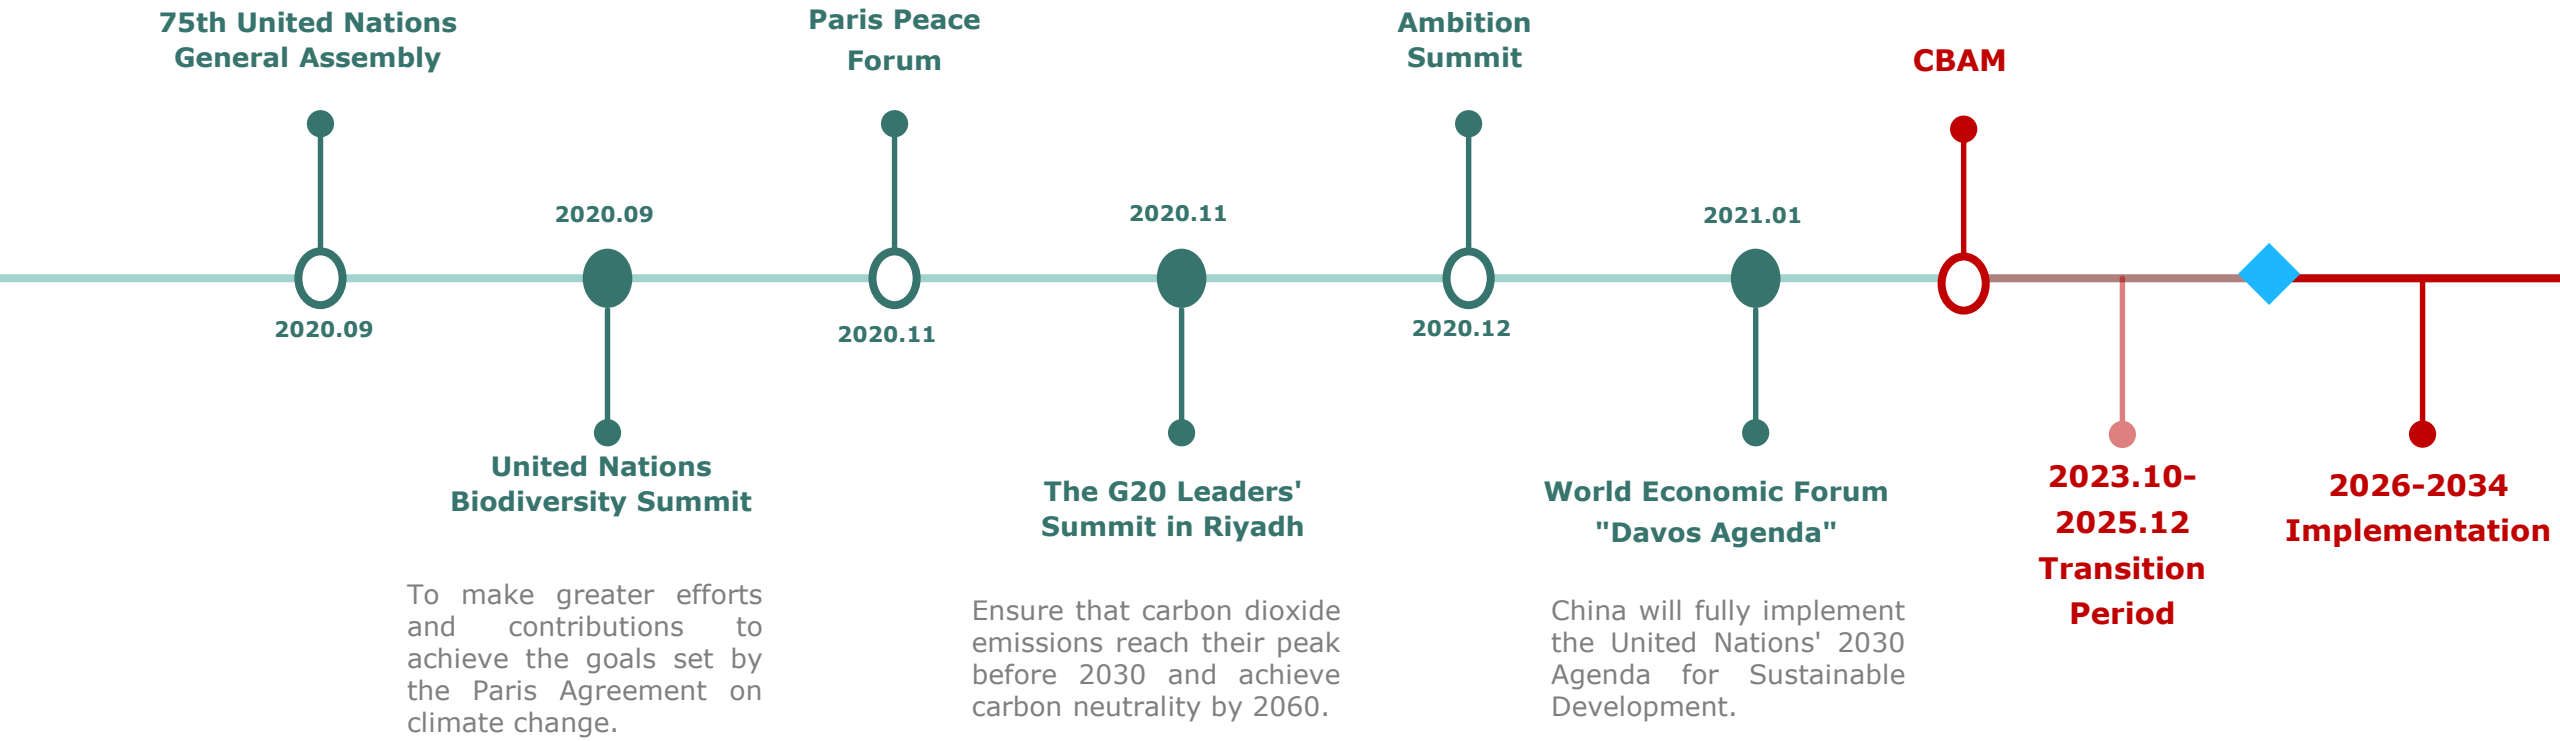 75th United Nations
General Assembly
2020.09
2020.09
United Nations
Biodiversity Summit
To make greater efforts
and contributions to
achieve the goals set by
the Paris Agreement on
climate change.
Paris Peace
Forum
2020.11
2020.11
The G20 Leaders'
Summit in Riyadh
Ensure that carbon dioxide
emissions reach their peak
before 2030 and achieve
carbon neutrality by 2060.
Ambition
Summit
2020.12
2021.01
World Economic Forum
"Davos Agenda"
China will fully implement
the United Nations' 2030
Agenda for Sustainable
Development.
CBAM
2023.10-
2025.12
Transition
Period
2026-2034
Implementation